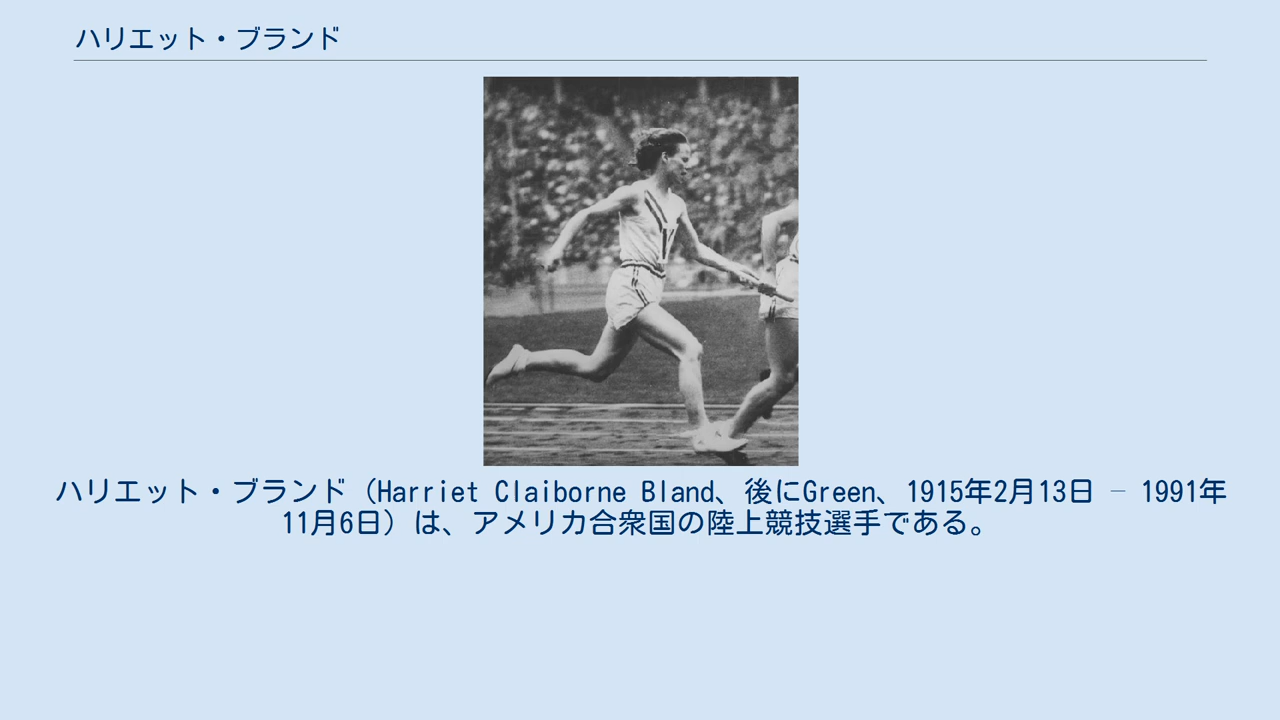 ハリエット・ブランド
ハリエット・ブランド（Harriet Claiborne Bland、後にGreen、1915年2月13日 – 1991年
11月6日）は、アメリカ合衆国の陸上競技選手である。